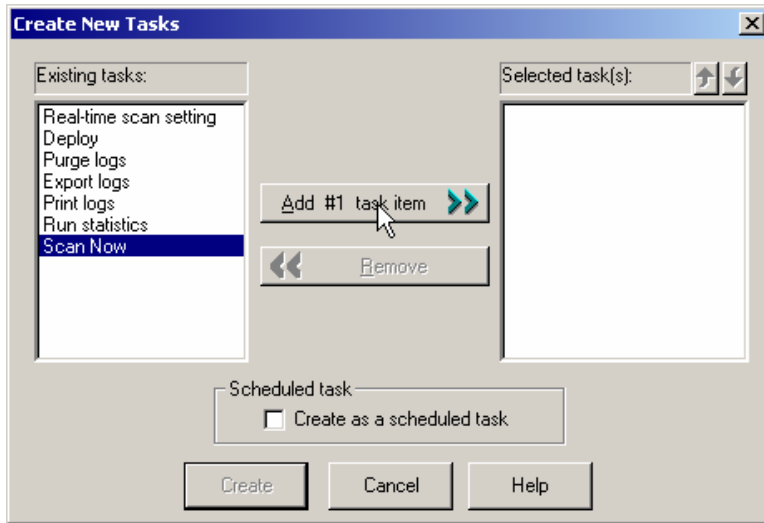 Create New Tasks
Existing tasks:
Selected task(s):
Real-time scan setting
Deploy
Purge logs
Export logs
Print logs
Run statistics
Scan Now
Add #1 task item
Remove
Scheduled task
Create as a scheduled task
Create
Cancel
Help